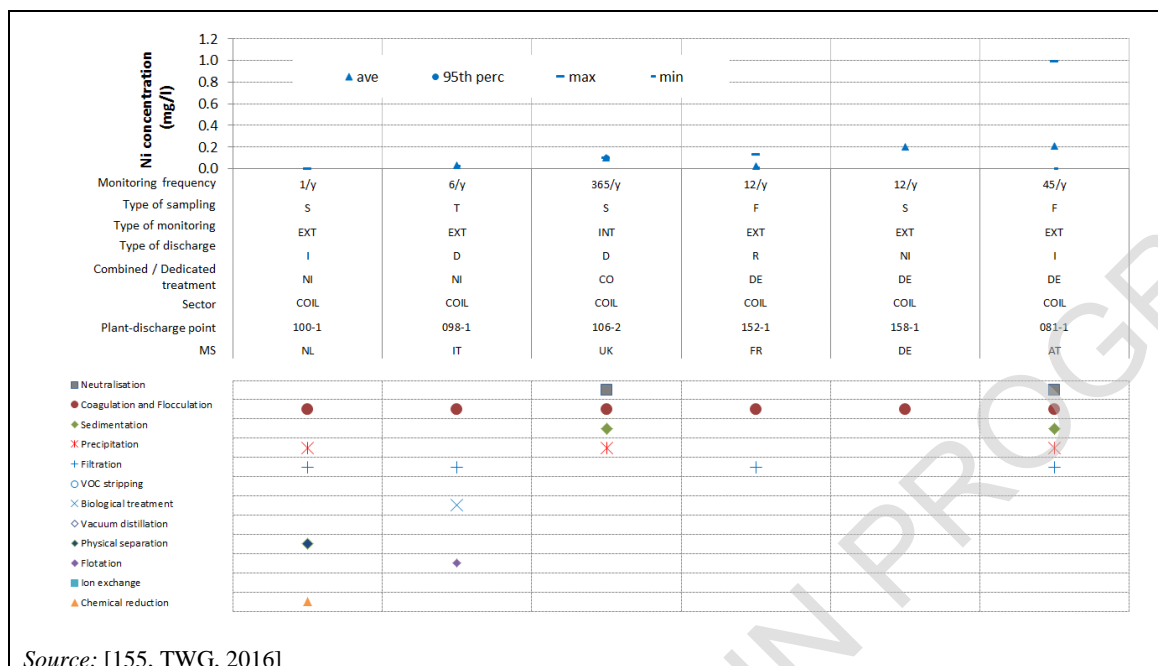 Ni concentration
(mg/l)
1.2
1.0
0.8
0.6
0.4
0.2
0.0
ave 95th perc max min
Monitoring frequency 1/y 6/y 365/y 12/y 12/y 45/y
Type of sampling S T S F S F
Type of monitoring EXT EXT INT EXT EXT EXT
Type of discharge I D D R NI I
Combined / Dedicated
treatment NI NI CO DE DE DE
Sector COIL COIL COIL COIL COIL COIL
Plant-discharge point 100-1 098-1 106-2 152-1 158-1 081-1
MS NL IT UK FR DE AT
Neutralisation
Coagulation and Flocculation
Sedimentation
Precipitation
Filtration
VOC stripping
Biological treatment
Vacuum distillation
Physical separation
Flotation
Ion exchange
Chemical reduction
Source: [155, TWG, 2016]
IN PROGR